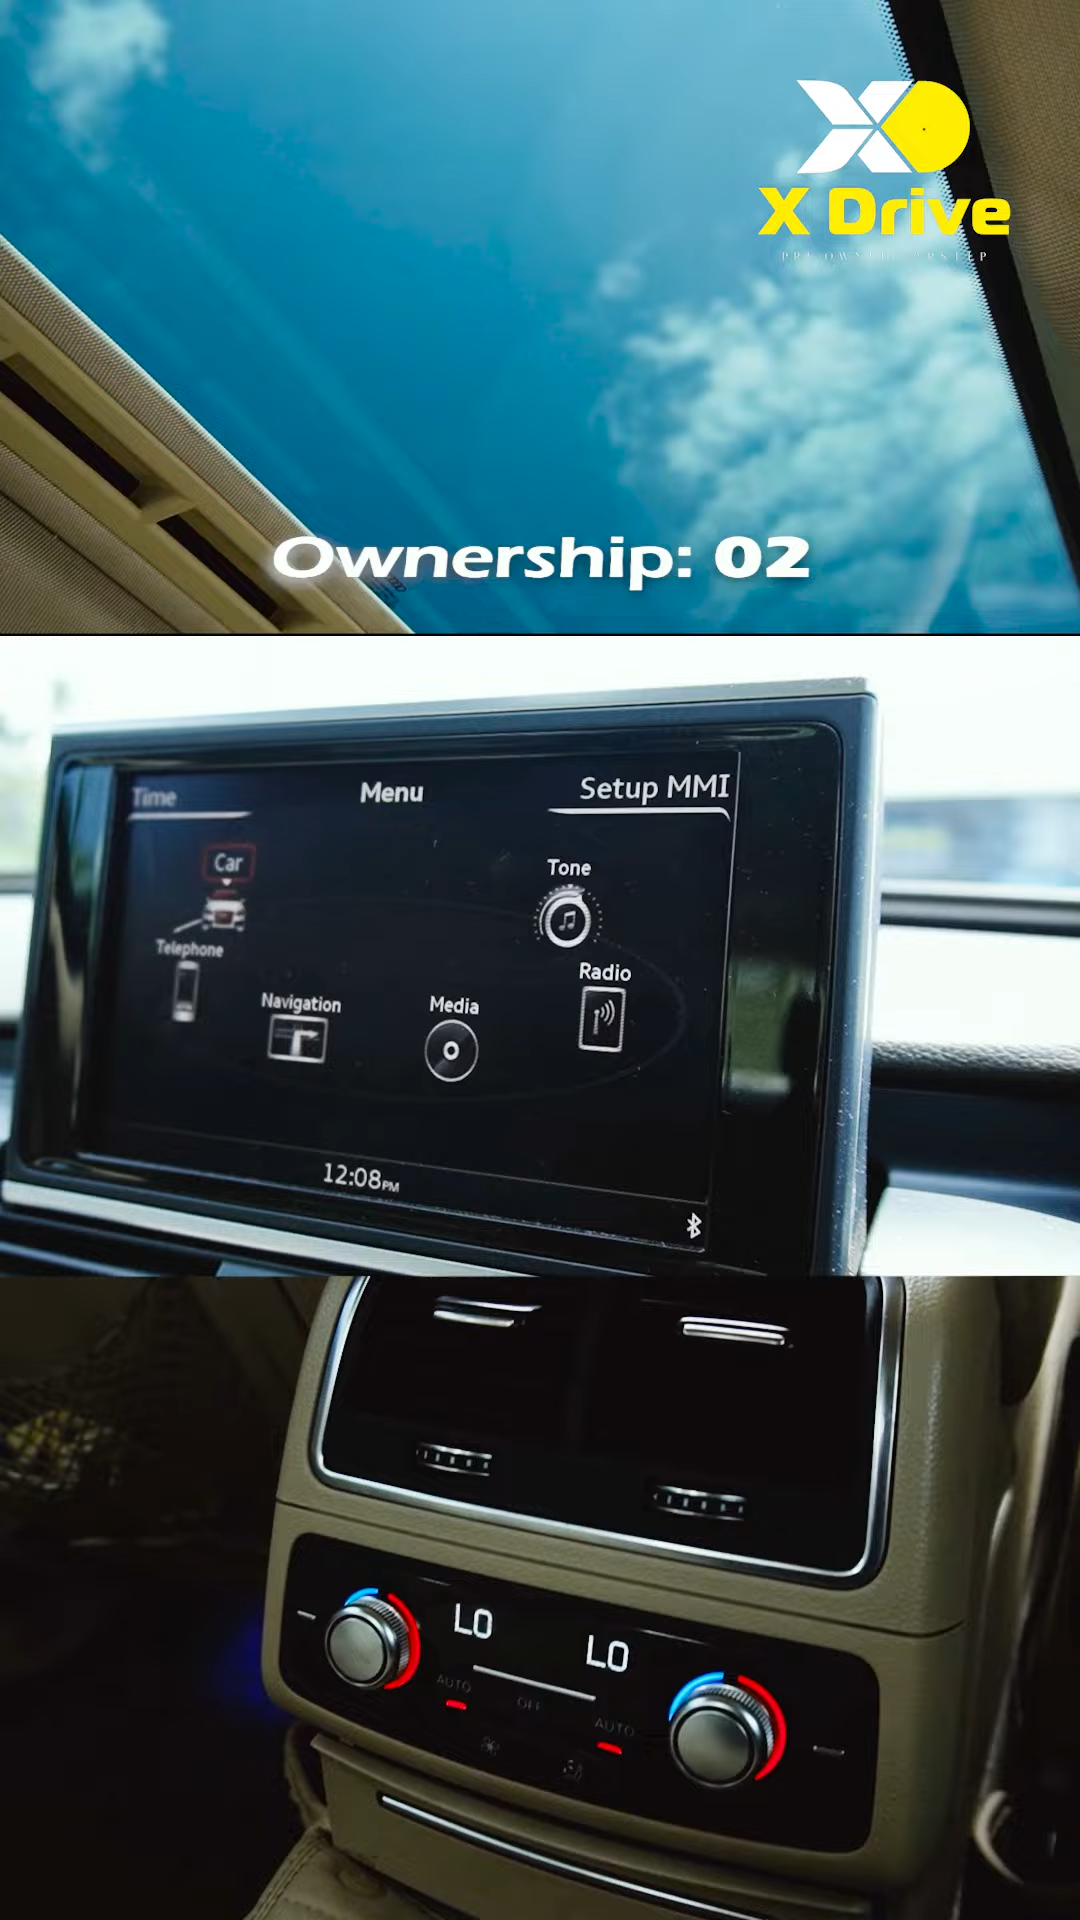 X Drive
Ownership: 02
Time
Menu
Setup MMI
Car
Tone
Telephone
Radio
Navigation
Media
12:08PM
LO
LO
AUTO
OFF
AUTO